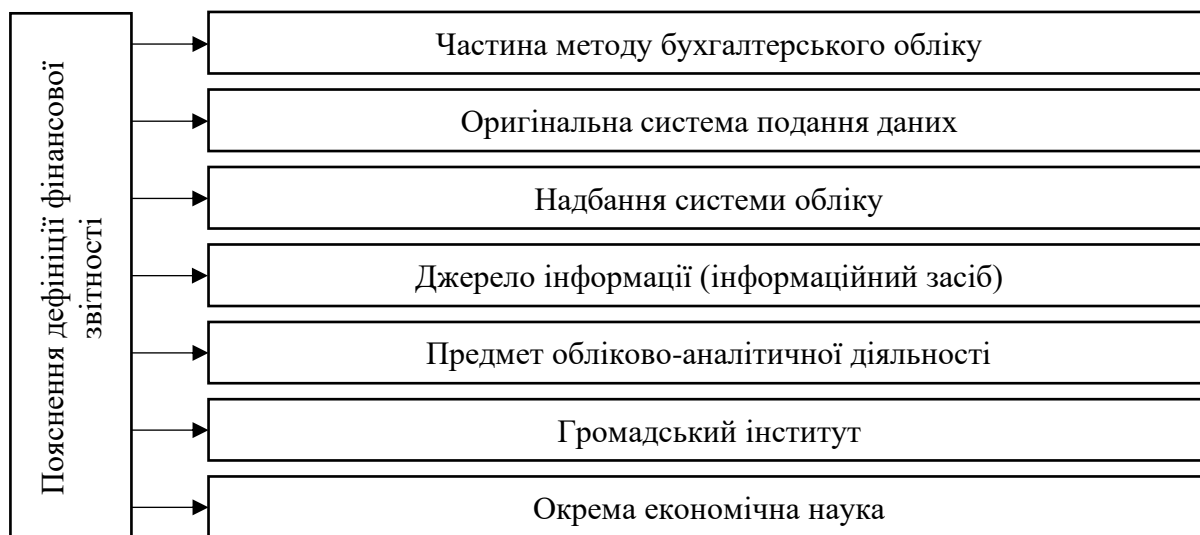 Пояснення дефініції фінансової
звітності
Частина методу бухгалтерського обліку
Оригінальна система подання даних
Надбання системи обліку
Джерело інформації (інформаційний засіб)
Предмет обліково-аналітичної діяльності
Громадський інститут
Окрема економічна наука